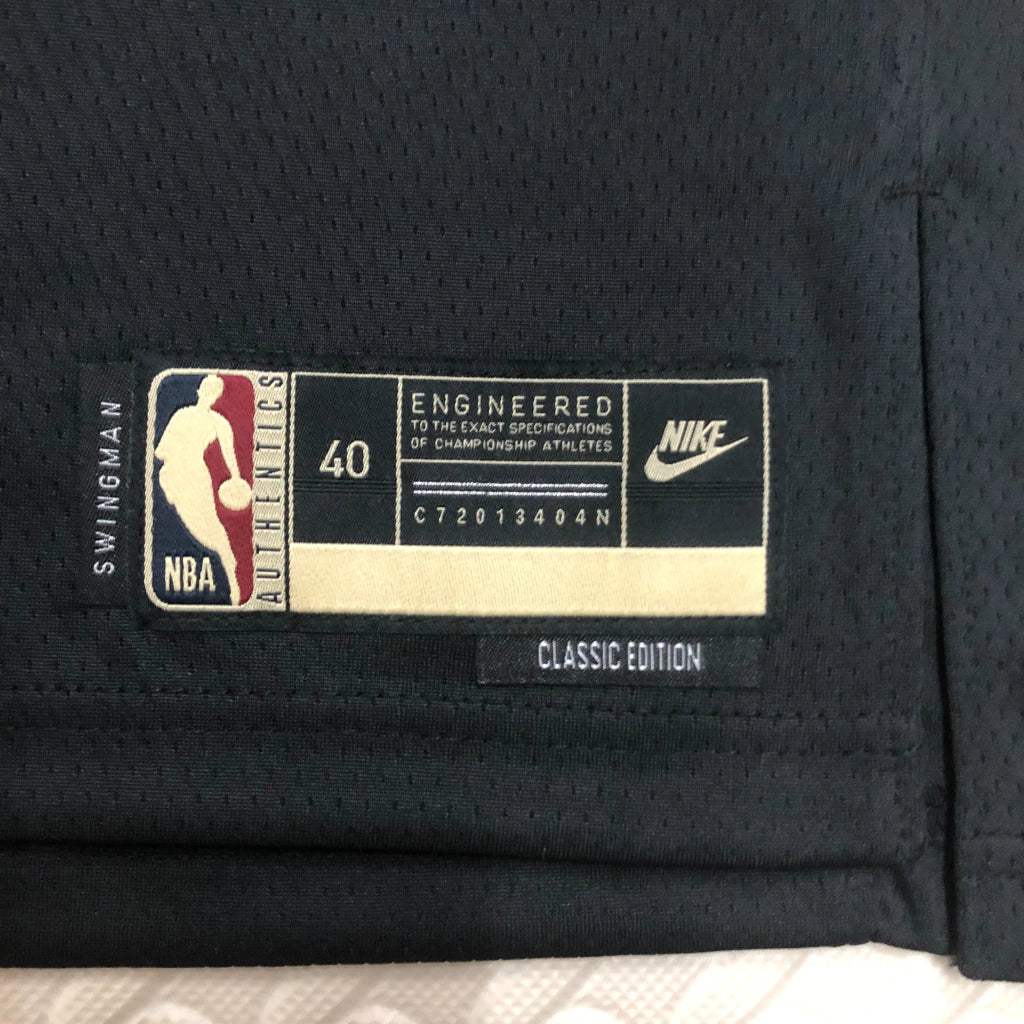 SWINGMAN
NBA
AUTHENTICS
40
ENGINEERED
TO THE EXACT SPECIFICATIONS
OF CHAMPIONSHIP ATHLETES
C72013404N
NIKE
CLASSIC EDITION